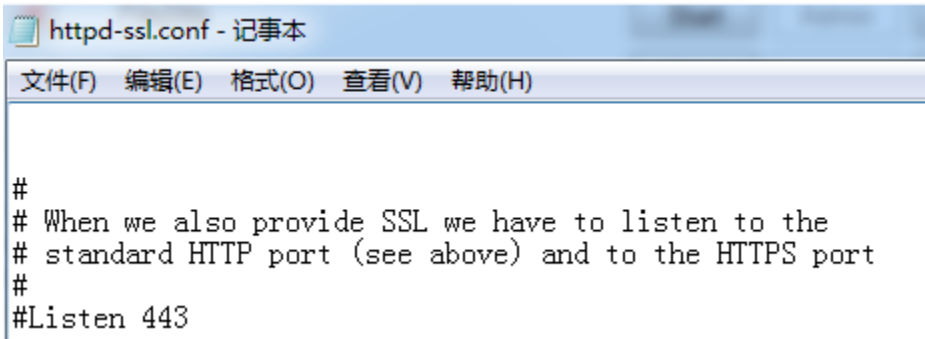 httpd-ssl.conf - 记事本
文件(F) 编辑(E) 格式(O) 查看(V) 帮助(H)
#
# When we also provide SSL we have to listen to the
# standard HTTP port (see above) and to the HTTPS port
#
#Listen 443